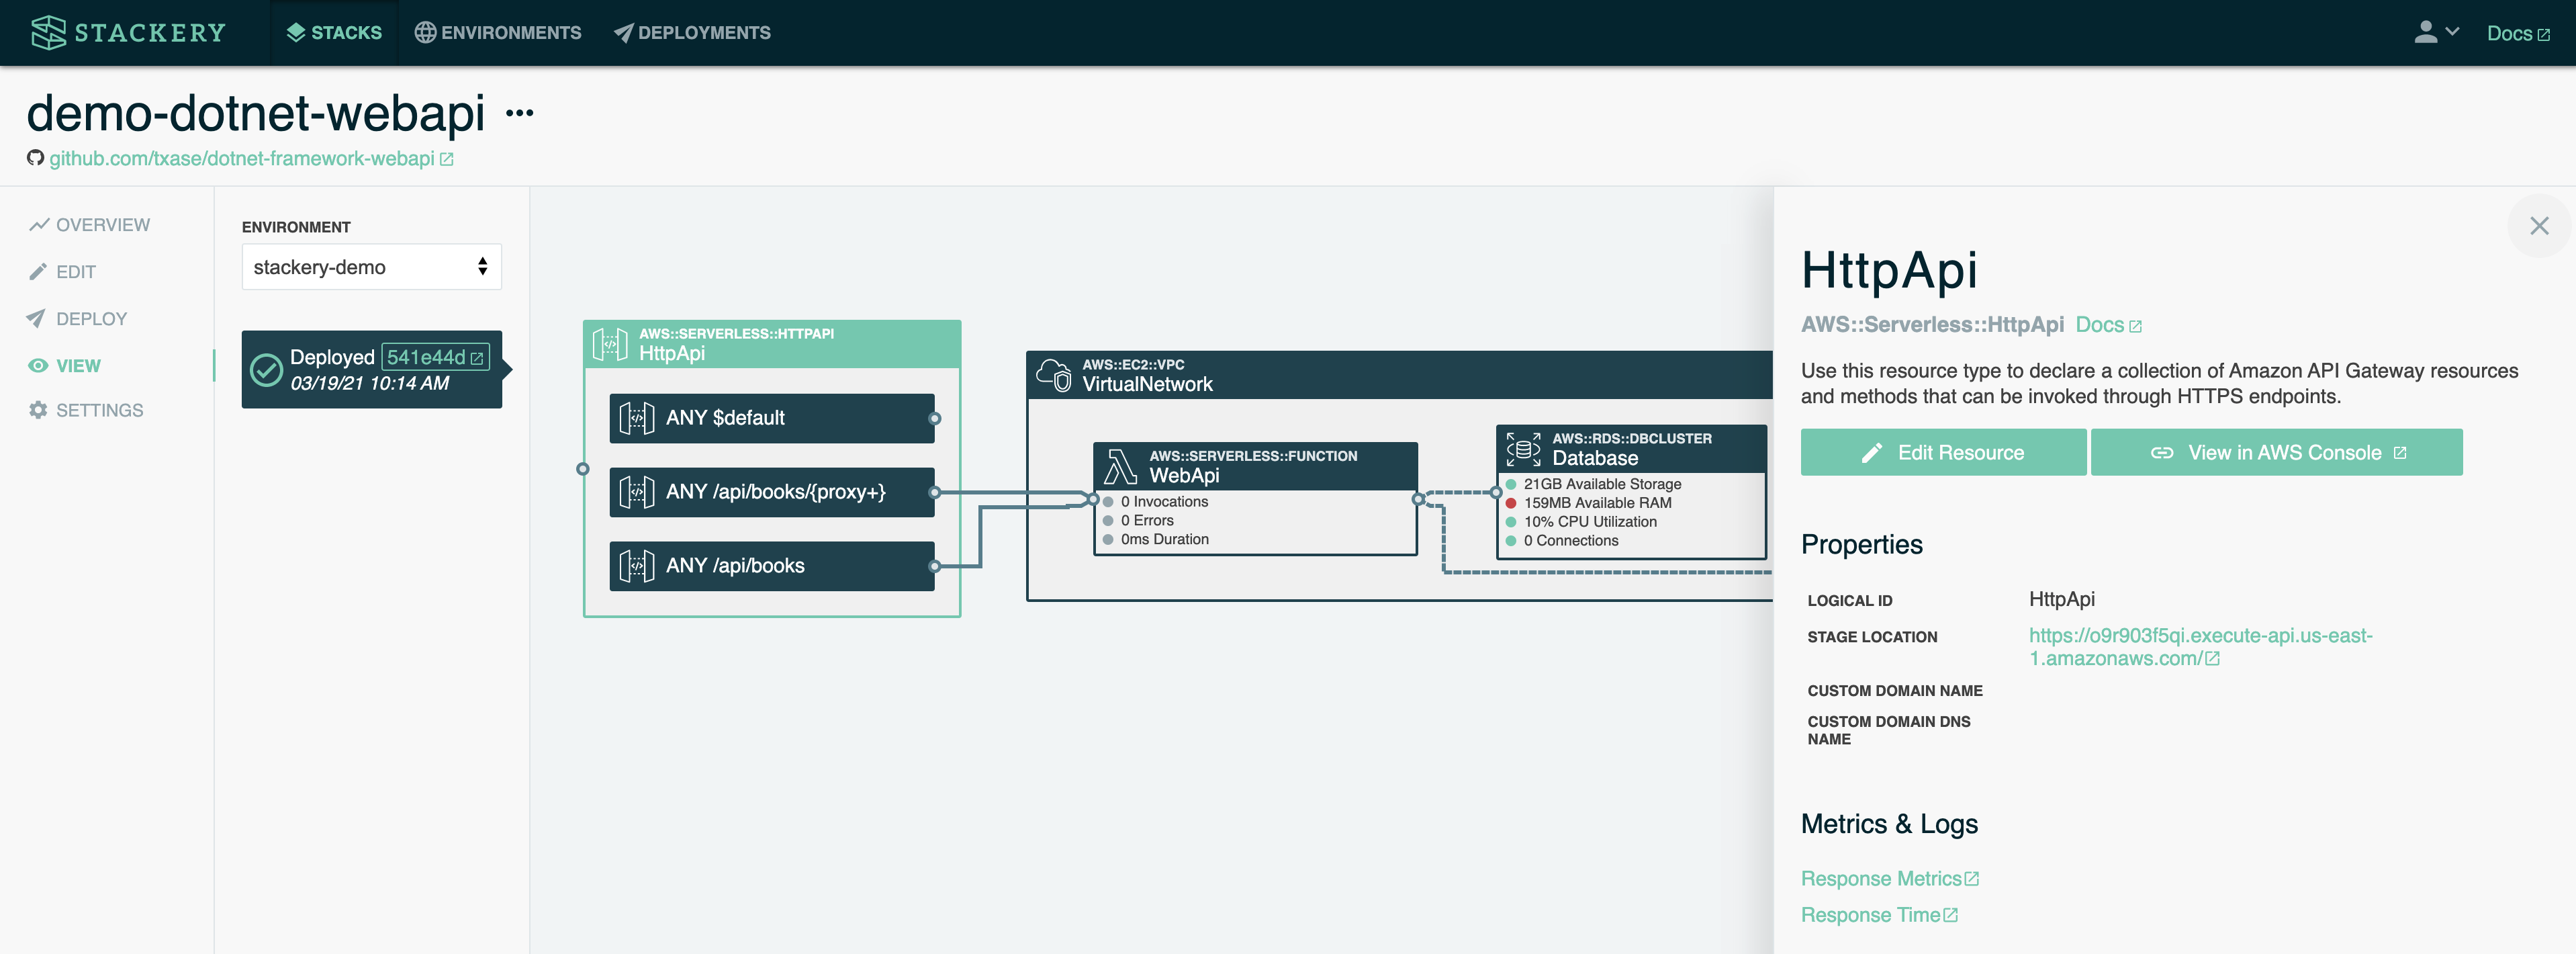 STACKERY
STACKS
ENVIRONMENTS
DEPLOYMENTS
Docs
demo-dotnet-webapi ...
github.com/txase/dotnet-framework-webapi
OVERVIEW
EDIT
DEPLOY
VIEW
SETTINGS
ENVIRONMENT
stackery-demo
Deployed 541e44d
03/19/21 10:14 AM
AWS::SERVERLESS::HTTPAPI
HttpApi
ANY $default
ANY /api/books/{proxy+}
ANY /api/books
AWS::EC2::VPC
VirtualNetwork
AWS::SERVERLESS::FUNCTION
WebApi
0 Invocations
0 Errors
0ms Duration
AWS::RDS::DBCLUSTER
Database
21GB Available Storage
159MB Available RAM
10% CPU Utilization
0 Connections
HttpApi
AWS::Serverless::HttpApi Docs
Use this resource type to declare a collection of Amazon API Gateway resources
and methods that can be invoked through HTTPS endpoints.
Edit Resource
View in AWS Console
Properties
LOGICAL ID HttpApi
STAGE LOCATION https://o9r903f5qi.execute-api.us-east-
1.amazonaws.com/
CUSTOM DOMAIN NAME
CUSTOM DOMAIN DNS
NAME
Metrics & Logs
Response Metrics
Response Time